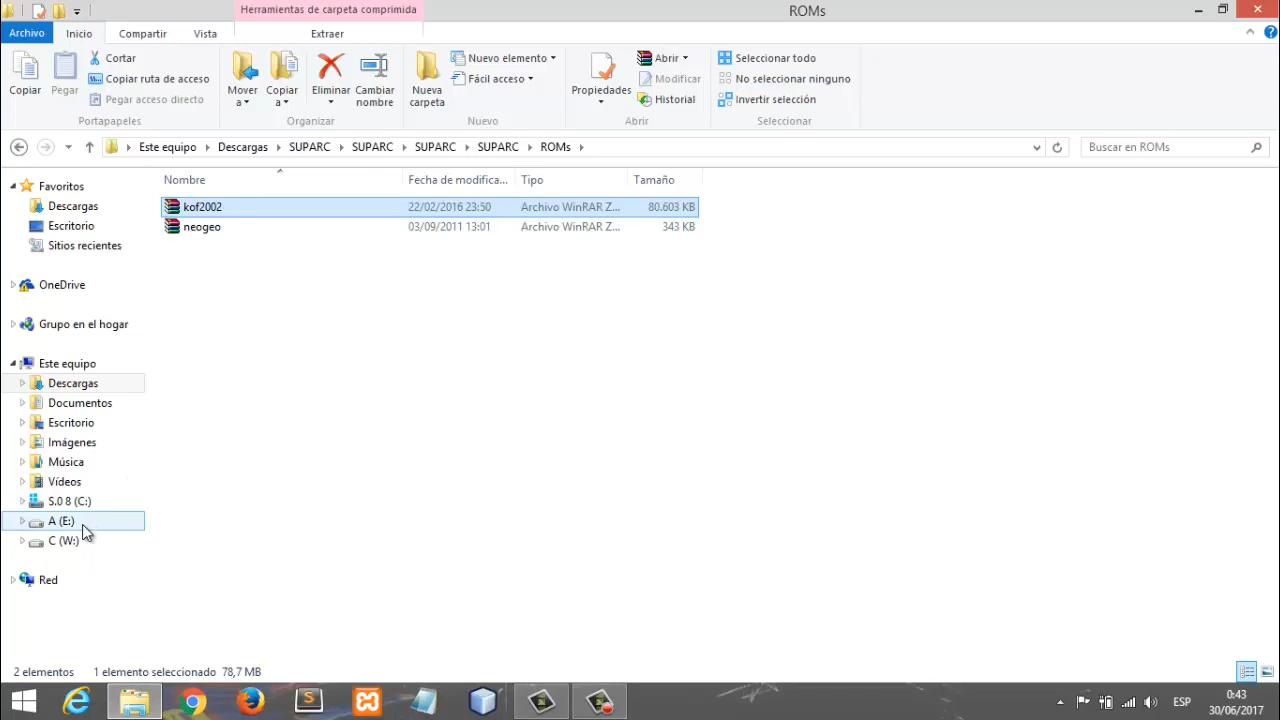 Herramientas de carpeta comprimida
ROMs
Archivo Inicio Compartir Vista Extraer
Copiar
Pegar
Cortar
Copiar ruta de acceso
Pegar acceso directo
Portapapeles
Mover a
Copiar a
Eliminar
Cambiar nombre
Organizar
Nueva carpeta
Nuevo elemento
Fácil acceso
Nuevo
Propiedades
Abrir
Modificar
Historial
Abrir
Seleccionar todo
No seleccionar ninguno
Invertir selección
Seleccionar
Este equipo Descargas SUPARC SUPARC SUPARC SUPARC ROMs
Buscar en ROMs
Nombre Fecha de modifica... Tipo Tamaño
kof2002 22/02/2016 23:50 Archivo WinRAR Z... 80.603 KB
neogeo 03/09/2011 13:01 Archivo WinRAR Z... 343 KB
Favoritos
Descargas
Escritorio
Sitios recientes
OneDrive
Grupo en el hogar
Este equipo
Descargas
Documentos
Escritorio
Imágenes
Música
Vídeos
S.0 8 (C:)
A (E:)
C (W:)
Red
2 elementos 1 elemento seleccionado 78,7 MB
ESP
0:43
30/06/2017